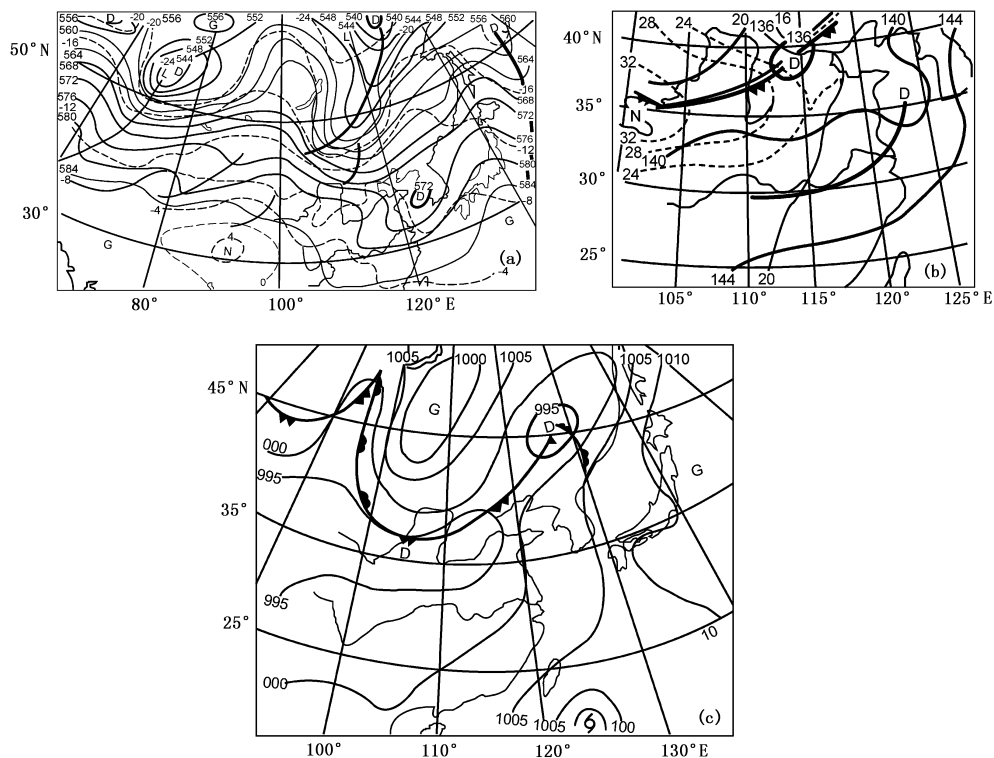 556 D -20 -20 556 556 552 -24 548 540 D 540 544 548 552 556 560
560 G L -20 D
50° N -16 552
564 548
568 -24 544 564
572 L D -16
576 568
-12 572
580 576
-12
584 580
-8 572 584
-4 D -8
30° G
G -4
N (a)
0 -4
80° 100° 120° E
28 24 20 136 16 140 144
40° N 136
32 D
35° D
N
32
28 140
30° 24
25°
144 20 (b)
105° 110° 115° 120° 125° E
1005 1000 1005 1005 1010
45° N
G 995
D
000
995 G
35°
D
995
25°
10
000
1005 1005 100 (c)
100° 110° 120° 130° E